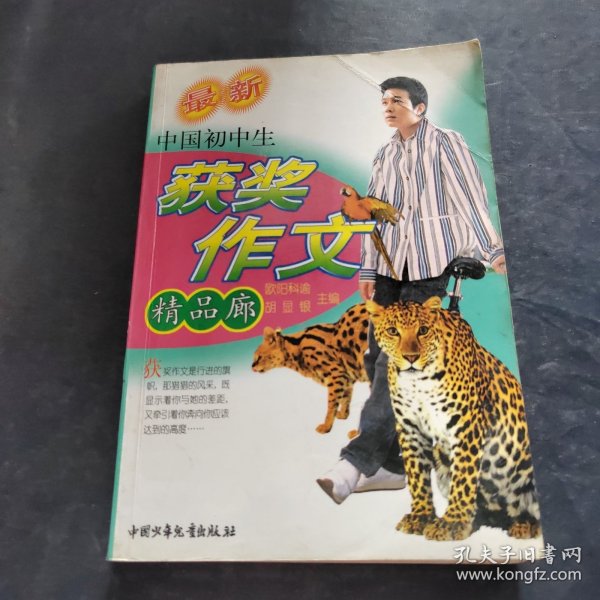 最新
中国初中生
获奖
作文
精品廊
欧阳科谕
胡显银
主编
获奖作文是行进的旗
帜，那猎猎的风采，既
显示着你与她的差距，
又牵引着你奔向你应该
达到的高度……
中国少年儿童出版社
孔夫子旧书网
www.kongfz.com